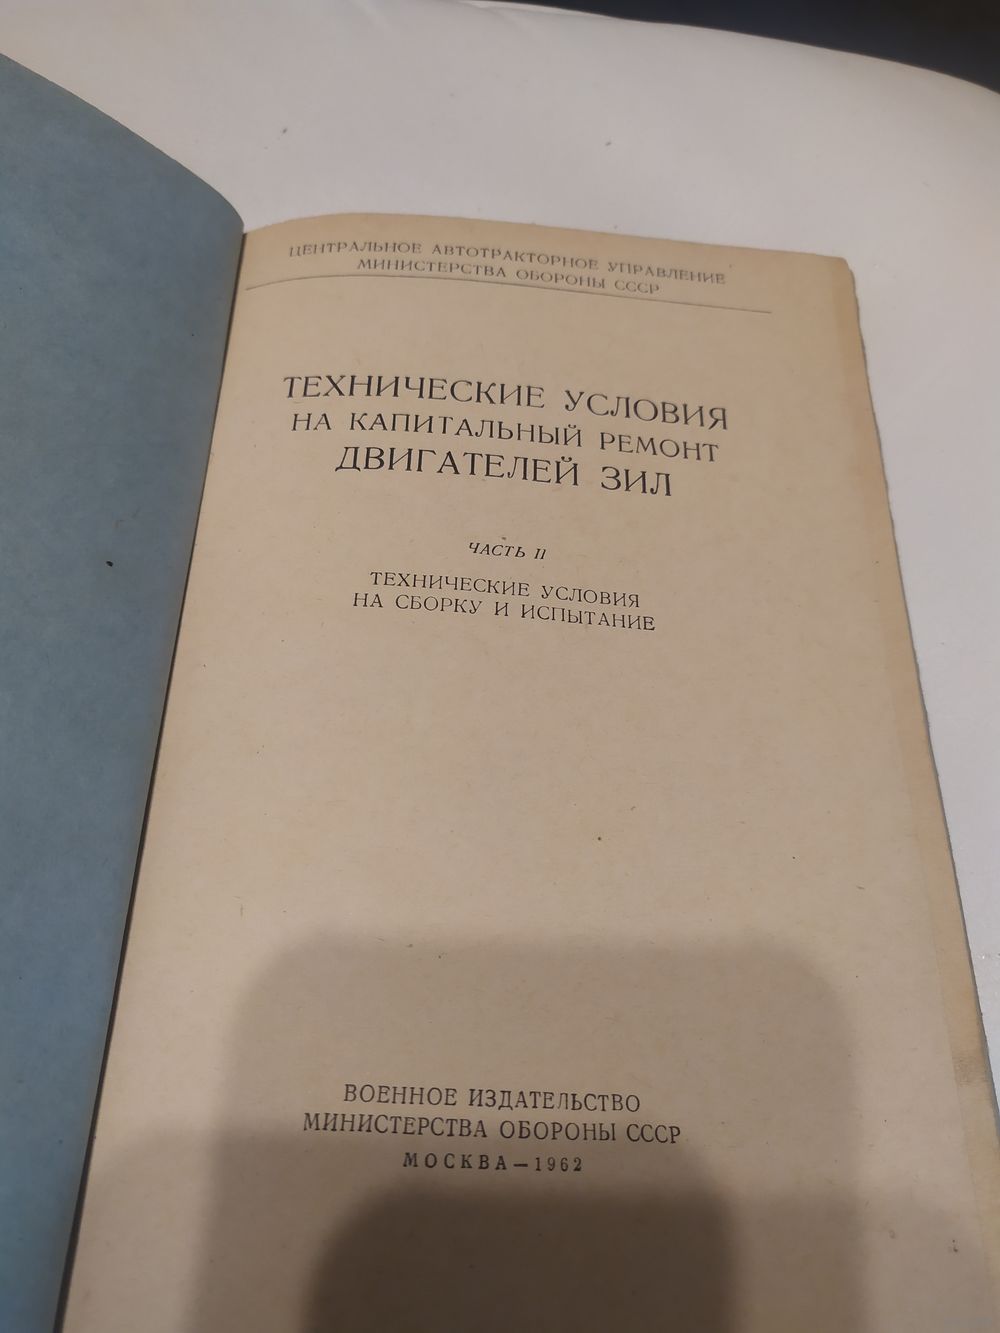 ЦЕНТРАЛЬНОЕ АВТОТРАКТОРНОЕ УПРАВЛЕНИЕ
МИНИСТЕРСТВА ОБОРОНЫ СССР
ТЕХНИЧЕСКИЕ УСЛОВИЯ
НА КАПИТАЛЬНЫЙ РЕМОНТ
ДВИГАТЕЛЕЙ ЗИЛ
ЧАСТЬ II
ТЕХНИЧЕСКИЕ УСЛОВИЯ
НА СБОРКУ И ИСПЫТАНИЕ
ВОЕННОЕ ИЗДАТЕЛЬСТВО
МИНИСТЕРСТВА ОБОРОНЫ СССР
МОСКВА — 1962